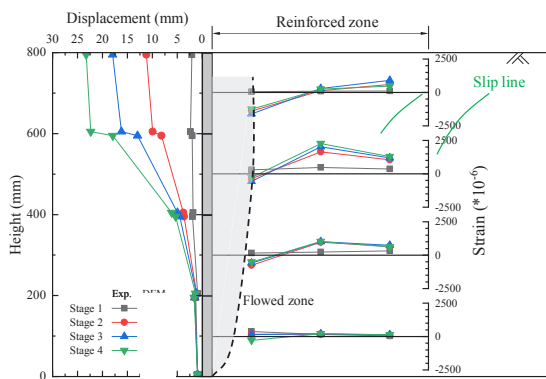 Displacement (mm)
Reinforced zone
30 25 20 15 10 5 0
800
600
400
200
0
Height (mm)
2500
0
2500
2500
0
2500
2500
0
2500
2500
0
-2500
Strain (*10-6)
Slip line
Flowed zone
Exp.
Stage 1
Stage 2
Stage 3
Stage 4